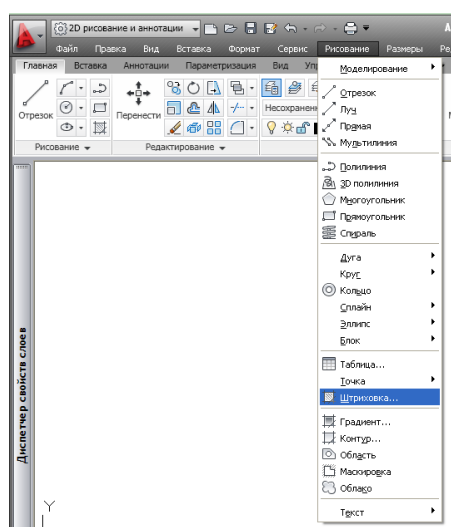 2D рисование и аннотации
Файл Правка Вид Вставка Формат Сервис Рисование Размеры
Главная Вставка Аннотации Параметризация Вид
Отрезок
Перенести
Рисование
Редактирование
Моделирование
Отрезок
Луч
Прямая
Мультилиния
Полилиния
3D полилиния
Многоугольник
Прямоугольник
Спираль
Дуга
Круг
Кольцо
Сплайн
Эллипс
Блок
Таблица...
Точка
Штриховка...
Градиент...
Контур...
Область
Маскировка
Облако
Текст
Диспетчер свойств слоев
Y